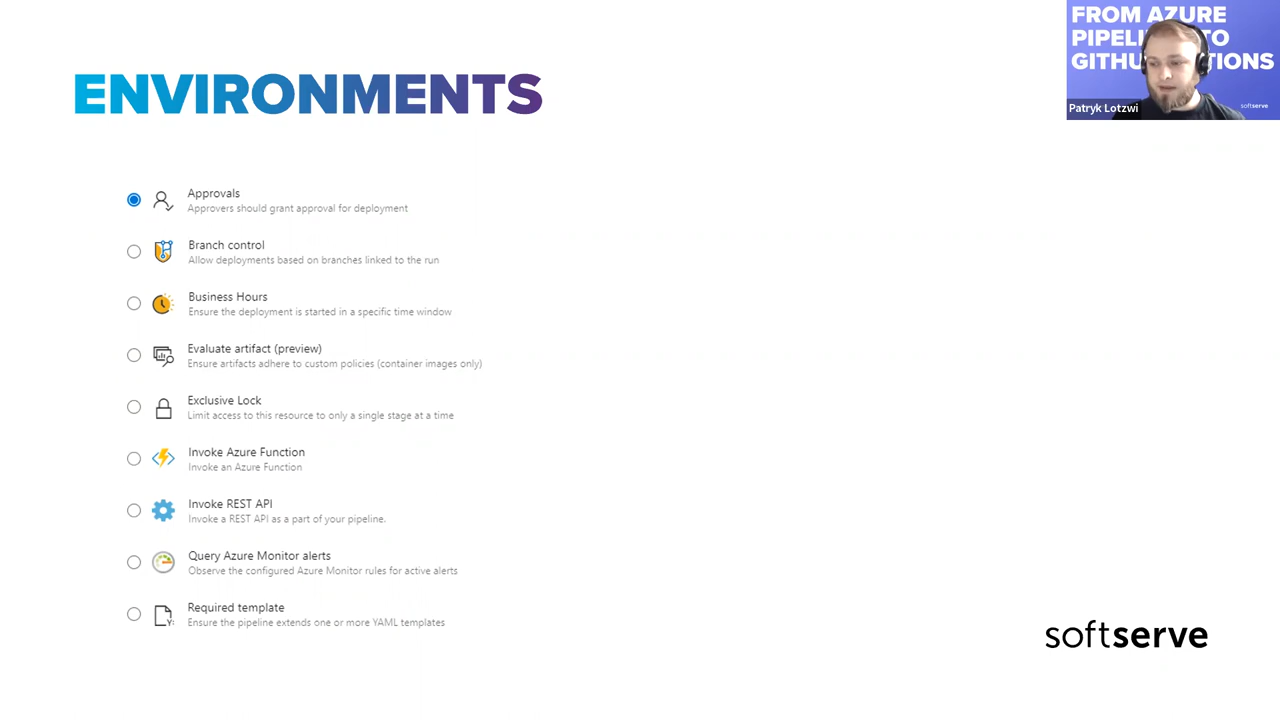 FROM AZURE
PIPELI TO
GITHU TIONS
Patryk Lotzwi
softserve
ENVIRONMENTS
Approvals
Approvers should grant approval for deployment
Branch control
Allow deployments based on branches linked to the run
Business Hours
Ensure the deployment is started in a specific time window
Evaluate artifact (preview)
Ensure artifacts adhere to custom policies (container images only)
Exclusive Lock
Limit access to this resource to only a single stage at a time
Invoke Azure Function
Invoke an Azure Function
Invoke REST API
Invoke a REST API as a part of your pipeline.
Query Azure Monitor alerts
Observe the configured Azure Monitor rules for active alerts
Required template
Ensure the pipeline extends one or more YAML templates
softserve